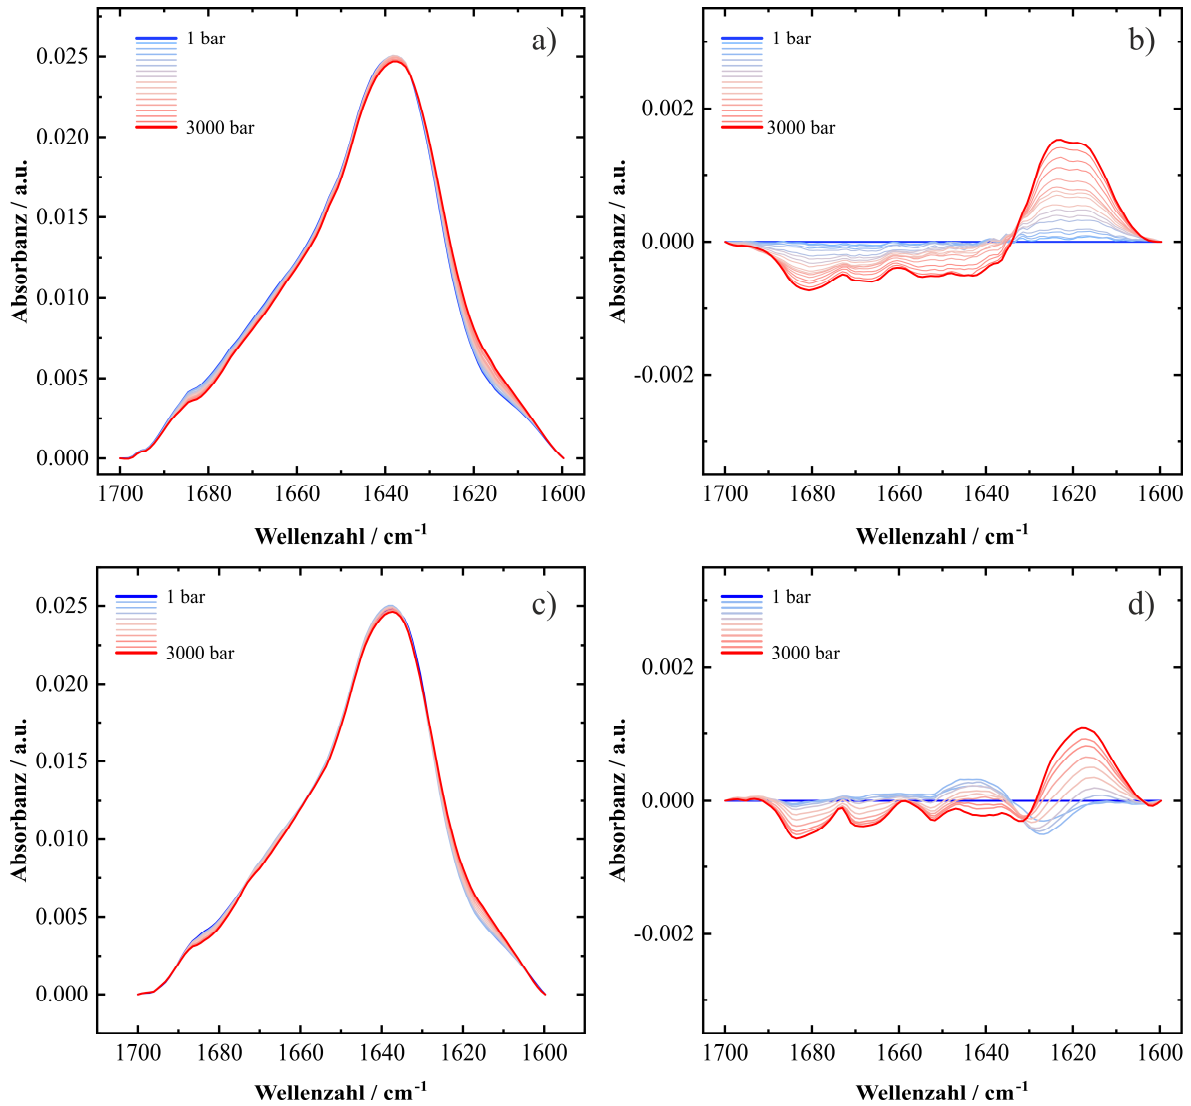 a)
1 bar
3000 bar
0.025
0.020
0.015
0.010
0.005
0.000
Absorbanz / a.u.
1700 1680 1660 1640 1620 1600
Wellenzahl / cm-1
b)
1 bar
3000 bar
0.002
0.000
-0.002
Absorbanz / a.u.
1700 1680 1660 1640 1620 1600
Wellenzahl / cm-1
c)
1 bar
3000 bar
0.025
0.020
0.015
0.010
0.005
0.000
Absorbanz / a.u.
1700 1680 1660 1640 1620 1600
Wellenzahl / cm-1
d)
1 bar
3000 bar
0.002
0.000
-0.002
Absorbanz / a.u.
1700 1680 1660 1640 1620 1600
Wellenzahl / cm-1